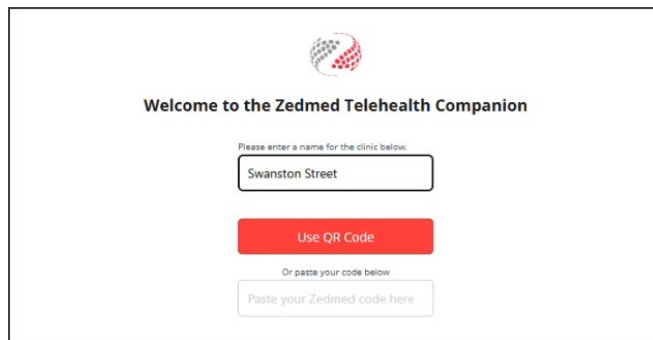 Welcome to the Zedmed Telehealth Companion
Please enter a name for the clinic below.
Swanston Street
Use QR Code
Or paste your code below
Paste your Zedmed code here